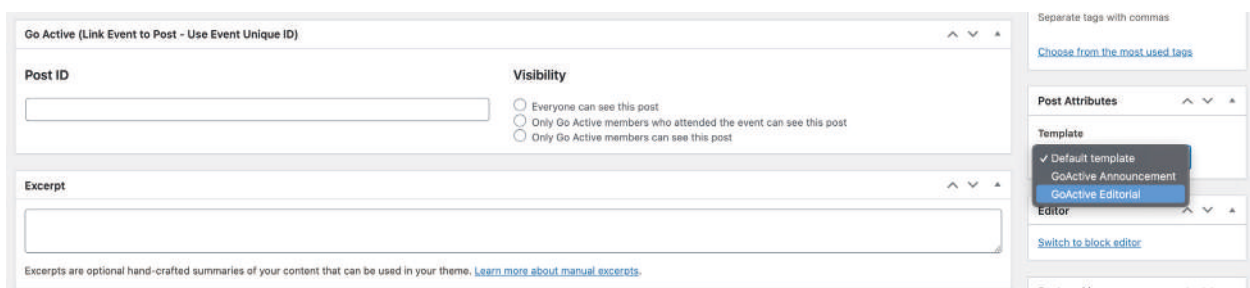 Go Active (Link Event to Post - Use Event Unique ID)
Post ID
Visibility
Everyone can see this post
Only Go Active members who attended the event can see this post
Only Go Active members can see this post
Excerpt
Excerpts are optional hand-crafted summaries of your content that can be used in your theme. Learn more about manual excerpts.
Separate tags with commas
Choose from the most used tags
Post Attributes
Template
✓ Default template
GoActive Announcement
GoActive Editorial
Editor
Switch to block editor